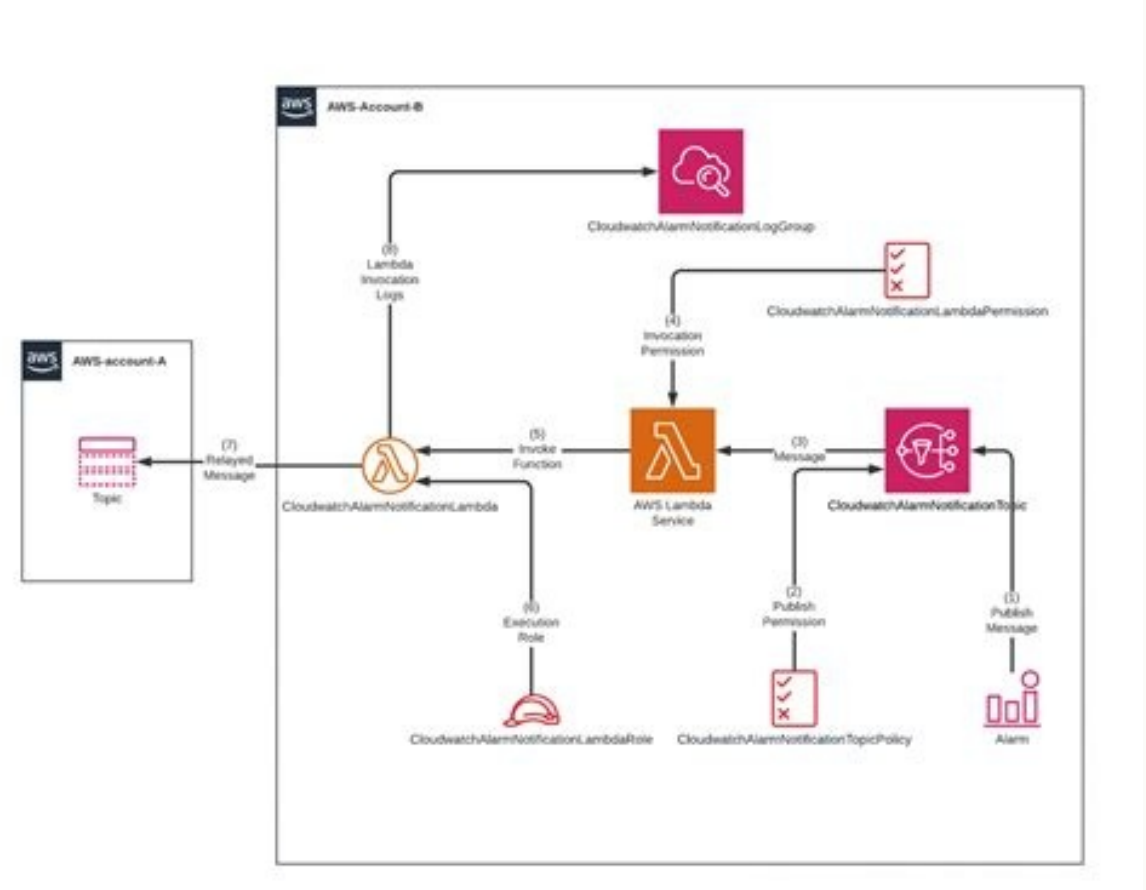 aws
AWS-Account-B
CloudwatchAlarmNotificationLogGroup
(8)
Lambda
Invocation
Logs
CloudwatchAlarmNotificationLambdaPermission
(4)
Invocation
Permission
aws
AWS-account-A
(7)
Relayed
Message
Topic
CloudwatchAlarmNotificationLambda
(5)
Invoke
Function
AWS Lambda
Service
(3)
Message
CloudwatchAlarmNotificationTopic
(6)
Execution
Role
CloudwatchAlarmNotificationLambdaRole
(2)
Publish
Permission
CloudwatchAlarmNotificationTopicPolicy
(1)
Publish
Message
Alarm